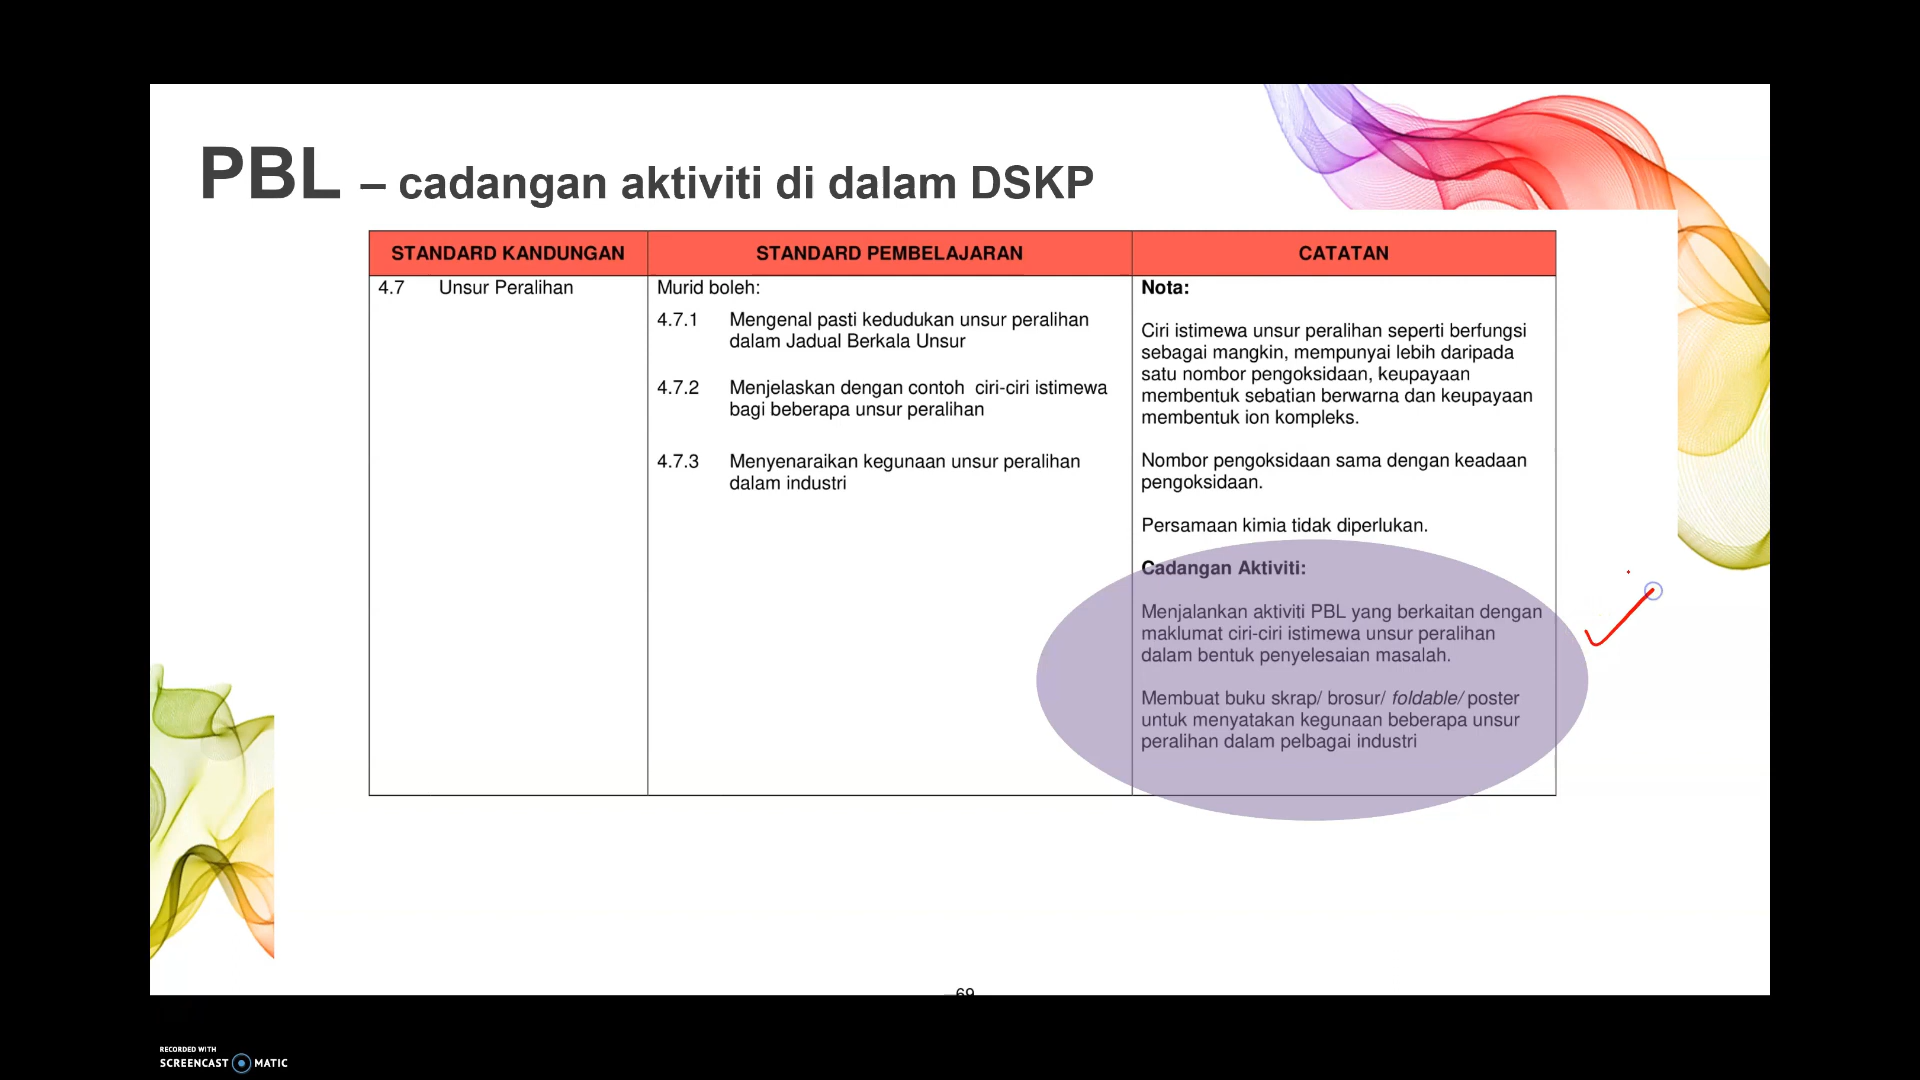 PBL – cadangan aktiviti di dalam DSKP
STANDARD KANDUNGAN
STANDARD PEMBELAJARAN
CATATAN
4.7 Unsur Peralihan
Murid boleh:
4.7.1 Mengenal pasti kedudukan unsur peralihan
dalam Jadual Berkala Unsur
4.7.2 Menjelaskan dengan contoh ciri-ciri istimewa
bagi beberapa unsur peralihan
4.7.3 Menyenaraikan kegunaan unsur peralihan
dalam industri
Nota:
Ciri istimewa unsur peralihan seperti berfungsi
sebagai mangkin, mempunyai lebih daripada
satu nombor pengoksidaan, keupayaan
membentuk sebatian berwarna dan keupayaan
membentuk ion kompleks.
Nombor pengoksidaan sama dengan keadaan
pengoksidaan.
Persamaan kimia tidak diperlukan.
Cadangan Aktiviti:
Menjalankan aktiviti PBL yang berkaitan dengan
maklumat ciri-ciri istimewa unsur peralihan
dalam bentuk penyelesaian masalah.
Membuat buku skrap/ brosur/ foldable/ poster
untuk menyatakan kegunaan beberapa unsur
peralihan dalam pelbagai industri
69
RECORDED WITH
SCREENCAST MATIC